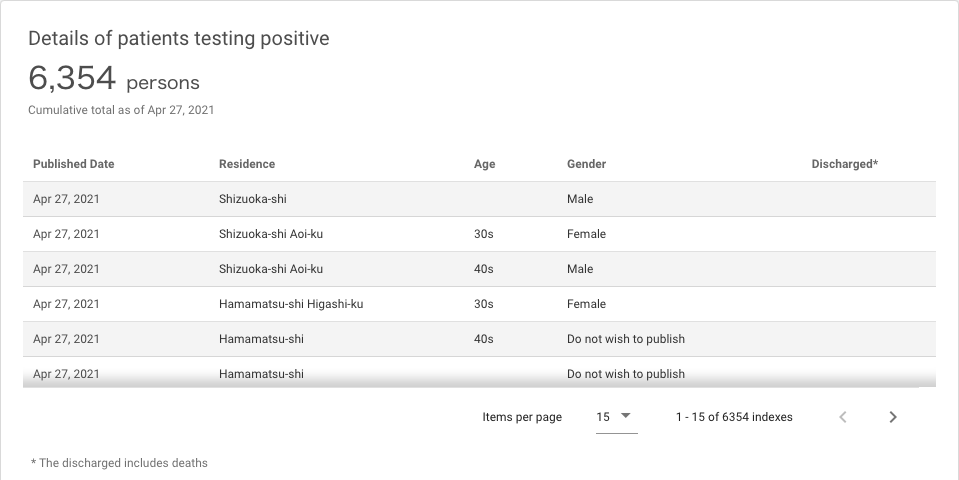 Details of patients testing positive
6,354 persons
Cumulative total as of Apr 27, 2021
Published Date Residence Age Gender Discharged*
Apr 27, 2021 Shizuoka-shi Male
Apr 27, 2021 Shizuoka-shi Aoi-ku 30s Female
Apr 27, 2021 Shizuoka-shi Aoi-ku 40s Male
Apr 27, 2021 Hamamatsu-shi Higashi-ku 30s Female
Apr 27, 2021 Hamamatsu-shi 40s Do not wish to publish
Apr 27, 2021 Hamamatsu-shi Do not wish to publish
Items per page 15 1 - 15 of 6354 indexes
* The discharged includes deaths